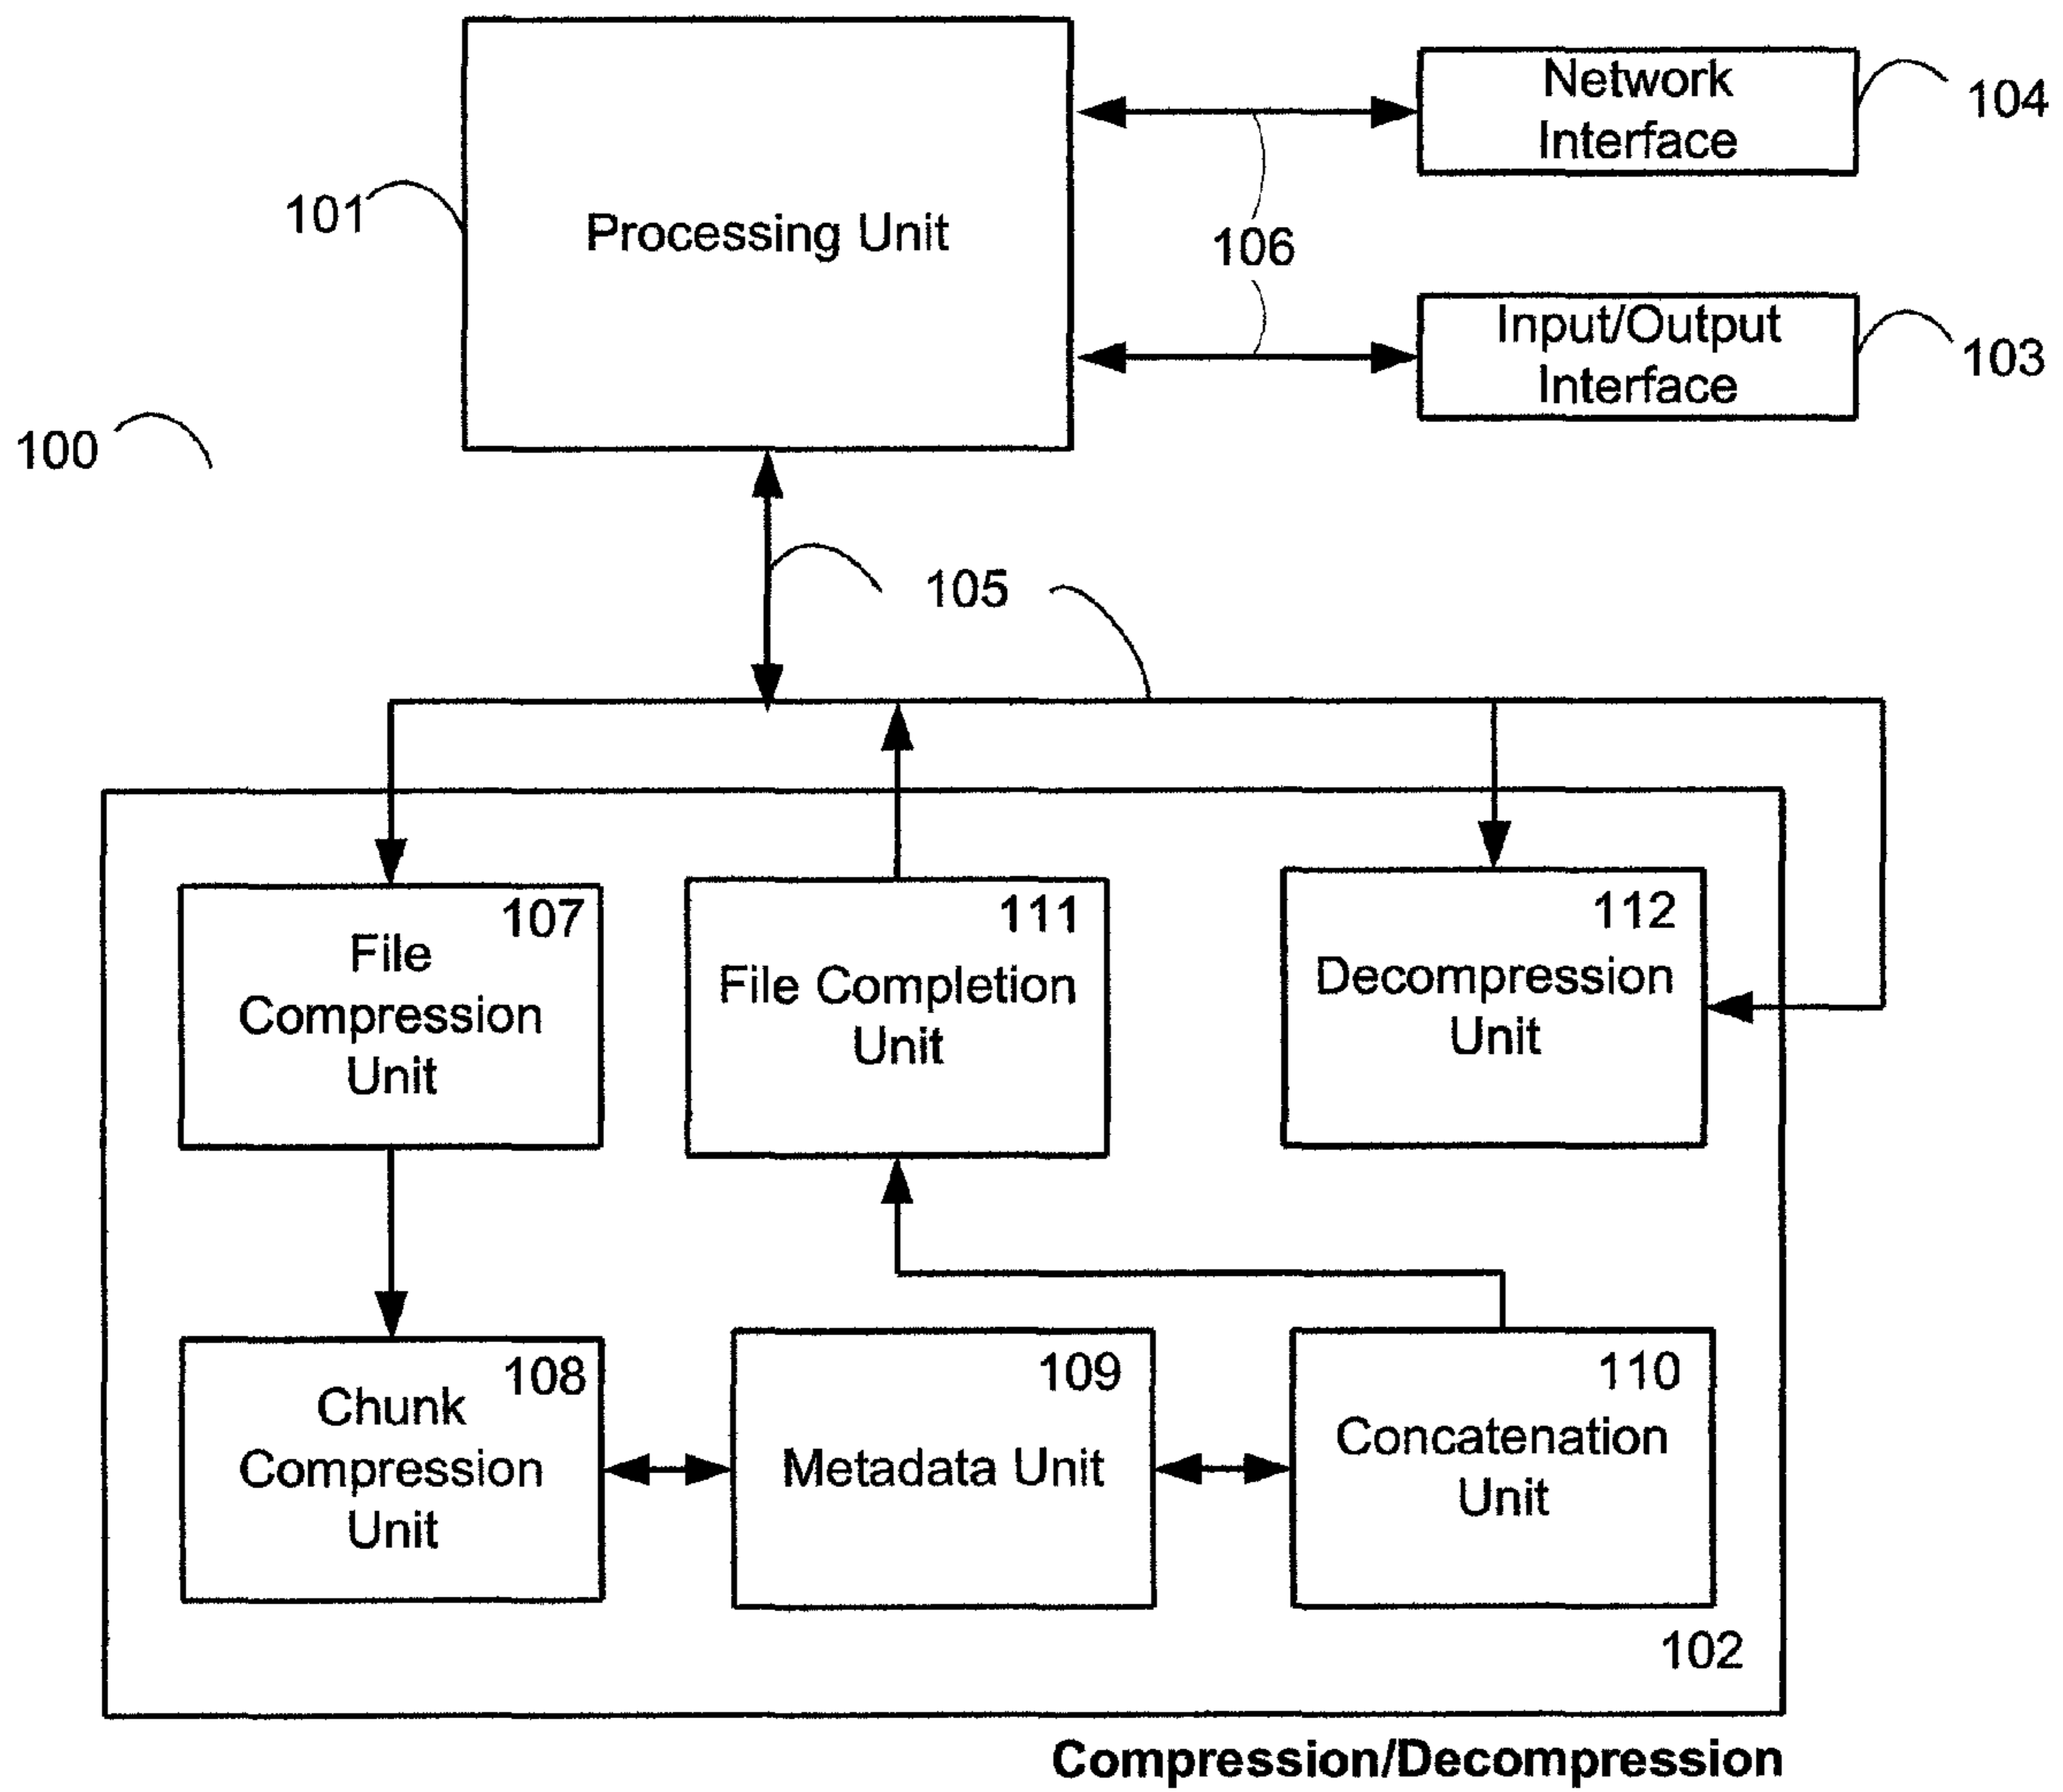 Network
Interface
104
101
Processing Unit
106
Input/Output
Interface
103
100
105
107
File
Compression
Unit
111
File Completion
Unit
112
Decompression
Unit
108
Chunk
Compression
Unit
109
Metadata Unit
110
Concatenation
Unit
102
Compression/Decompression